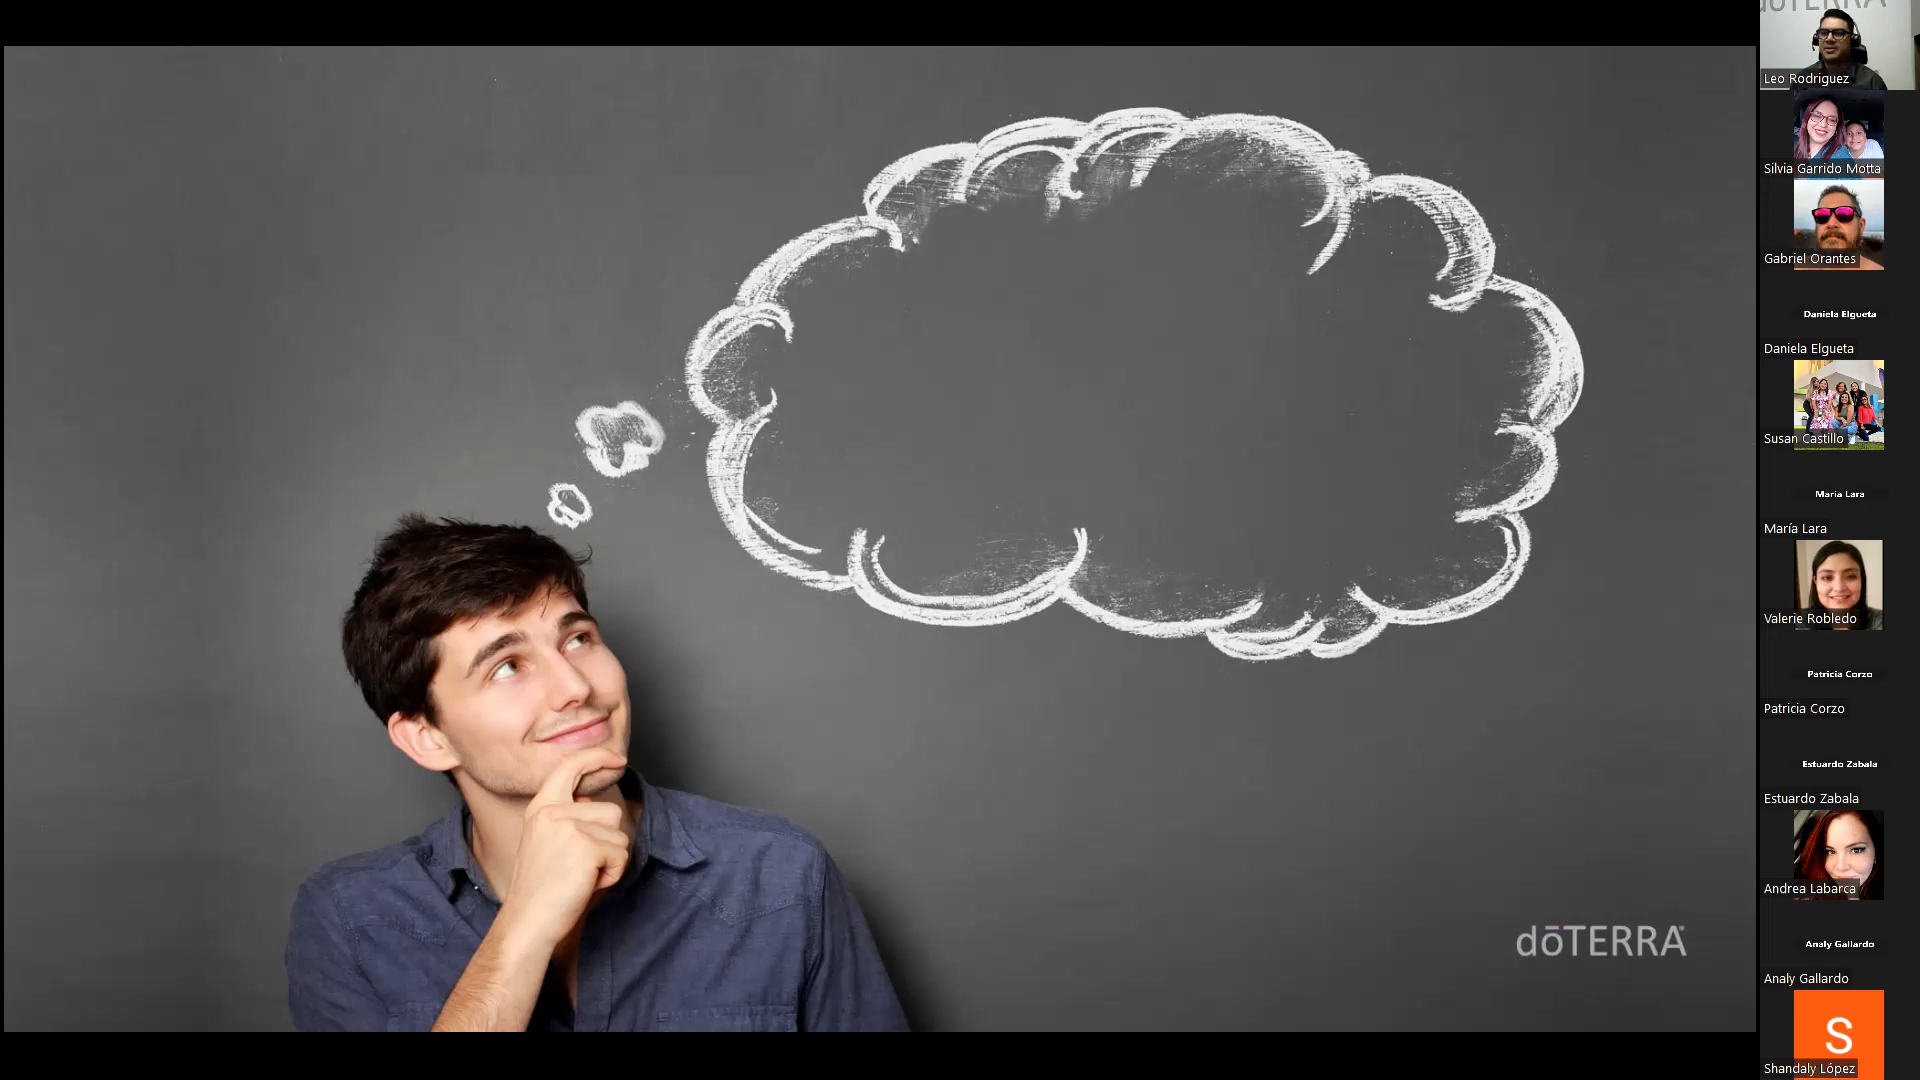 dōTERRA
Leo Rodriguez
Silvia Garrido Motta
Gabriel Orantes
Daniela Elgueta
Daniela Elgueta
Susan Castillo
Maria Lara
María Lara
Valerie Robledo
Patricia Corzo
Patricia Corzo
Estuardo Zabala
Estuardo Zabala
Andrea Labarca
Analy Gallardo
Analy Gallardo
S
Shandaly López
dōTERRA